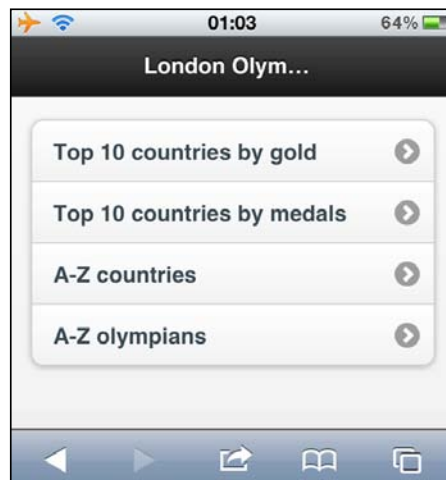 01:03 64%
London Olym...
Top 10 countries by gold
Top 10 countries by medals
A-Z countries
A-Z olympians